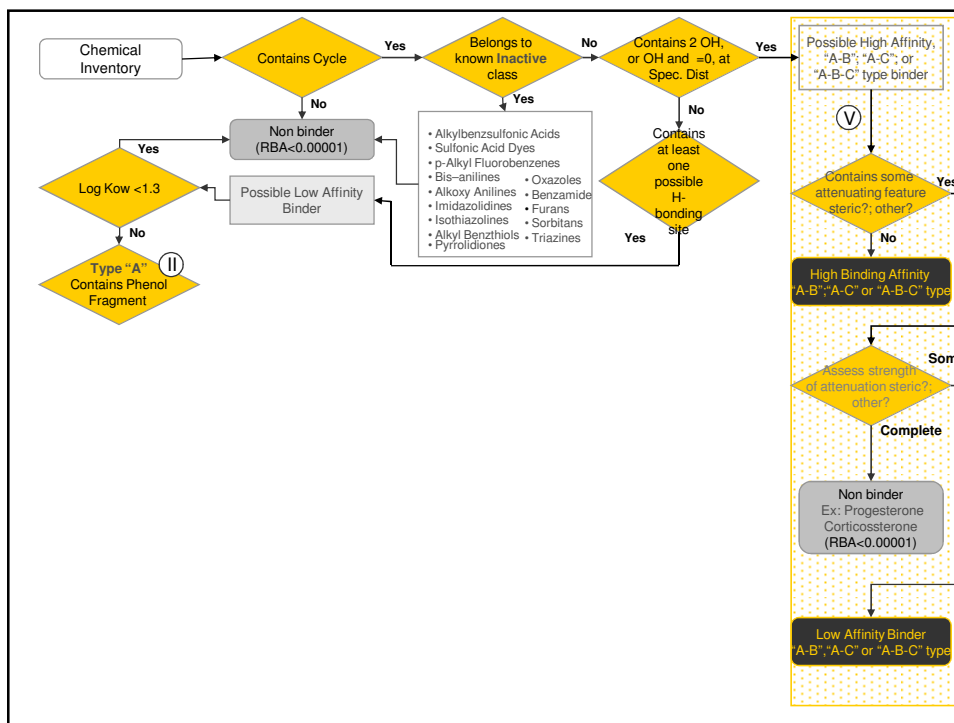 Chemical
Inventory
Contains Cycle
Yes
Belongs to
known Inactive
class
No
Contains 2 OH,
or OH and =0, at
Spec. Dist
Yes
Possible High Affinity,
“A-B”; “A-C”; or
“A-B-C” type binder
No
Yes
No
V
Non binder
(RBA<0.00001)
• Alkylbenzsulfonic Acids
• Sulfonic Acid Dyes
• p-Alkyl Fluorobenzenes
• Bis–anilines
• Alkoxy Anilines
• Imidazolidines
• Isothiazolines
• Alkyl Benzthiols
• Pyrrolidiones
• Oxazoles
• Benzamide
• Furans
• Sorbitans
• Triazines
Contains
at least
one
possible
H-
bonding
site
Yes
Yes
Log Kow <1.3
Possible Low Affinity
Binder
No
Type “A”
Contains Phenol
Fragment
II
Contains some
attenuating feature
steric?; other?
Yes
No
High Binding Affinity
“A-B”;“A-C” or “A-B-C” type
Som
Assess strength
of attenuation steric?;
other?
Complete
Non binder
Ex: Progesterone
Corticossterone
(RBA<0.00001)
Low Affinity Binder
“A-B”,“A-C” or “A-B-C” type